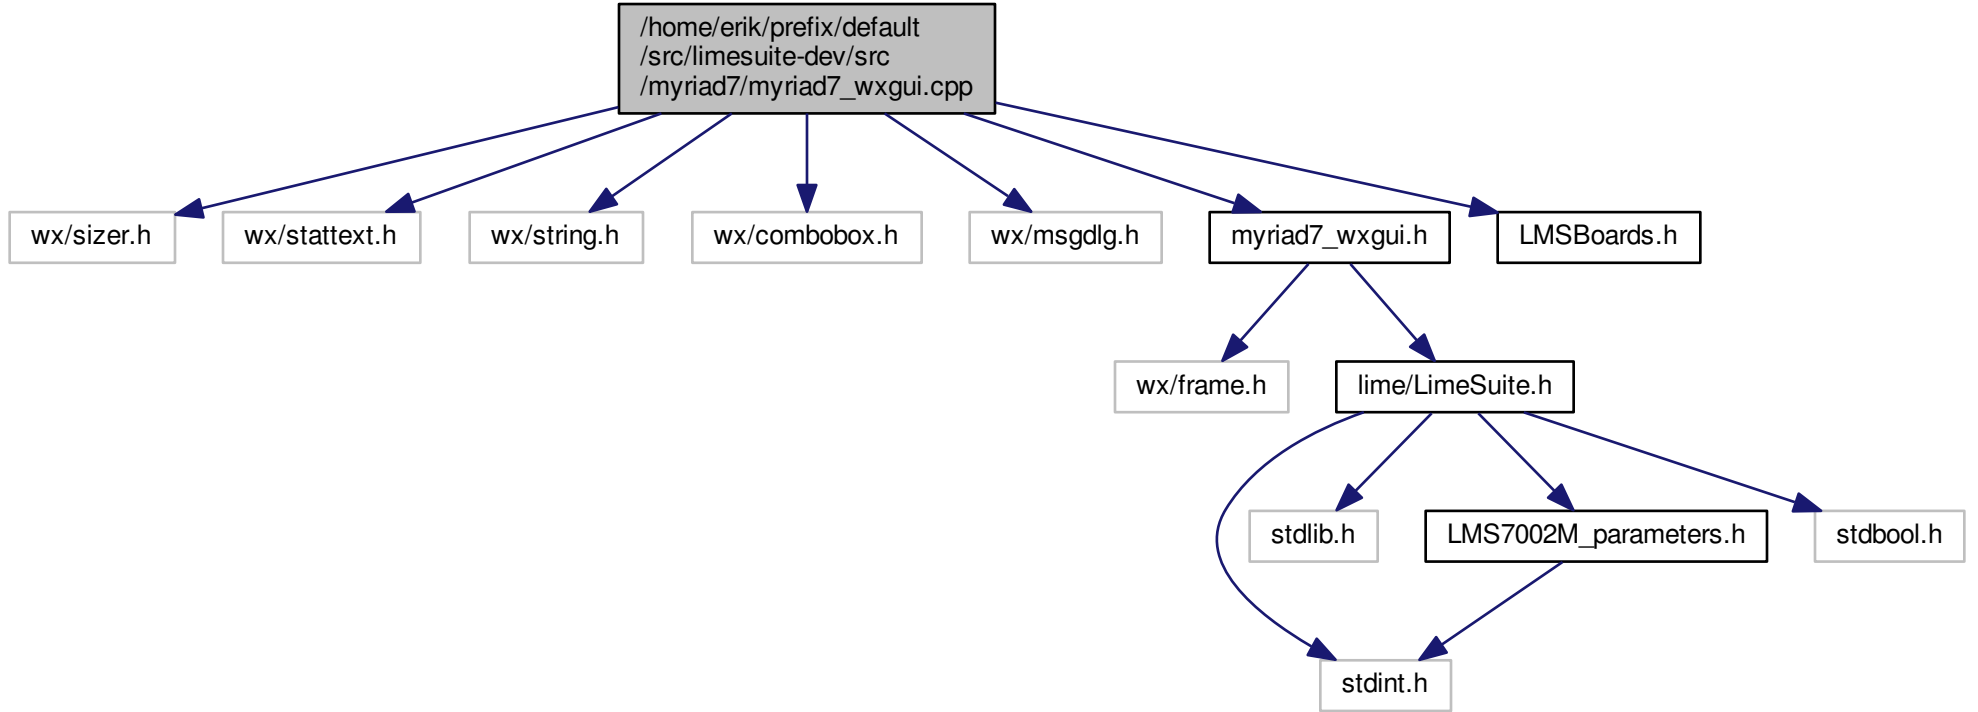 /home/erik/prefix/default
/src/limesuite-dev/src
/myriad7/myriad7_wxgui.cpp
wx/sizer.h
wx/stattext.h
wx/string.h
wx/combobox.h
wx/msgdlg.h
myriad7_wxgui.h
LMSBoards.h
wx/frame.h
lime/LimeSuite.h
stdlib.h
LMS7002M_parameters.h
stdbool.h
stdint.h